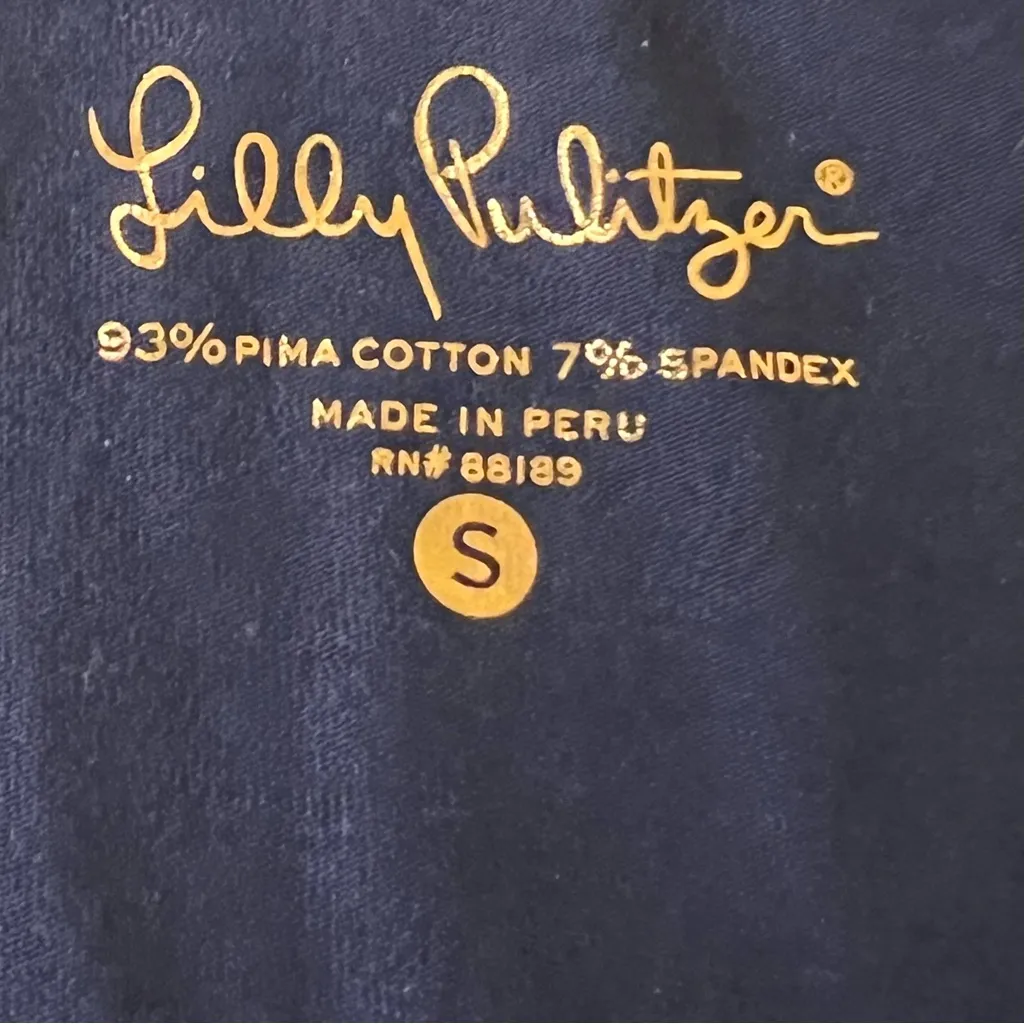 Lilly Pulitzer®
93% PIMA COTTON 7% SPANDEX
MADE IN PERU
RN# 88189
S